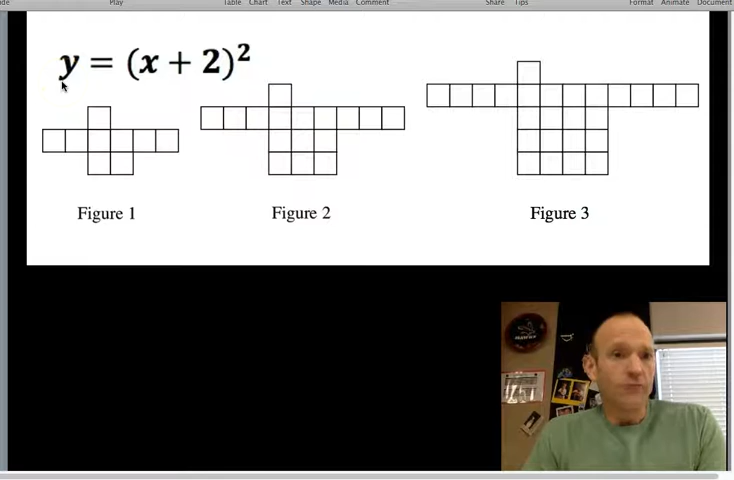 Play Table Chart Text Shape Media Comment Share Tips Format Animate Document
y = (x + 2)²
Figure 1 Figure 2 Figure 3